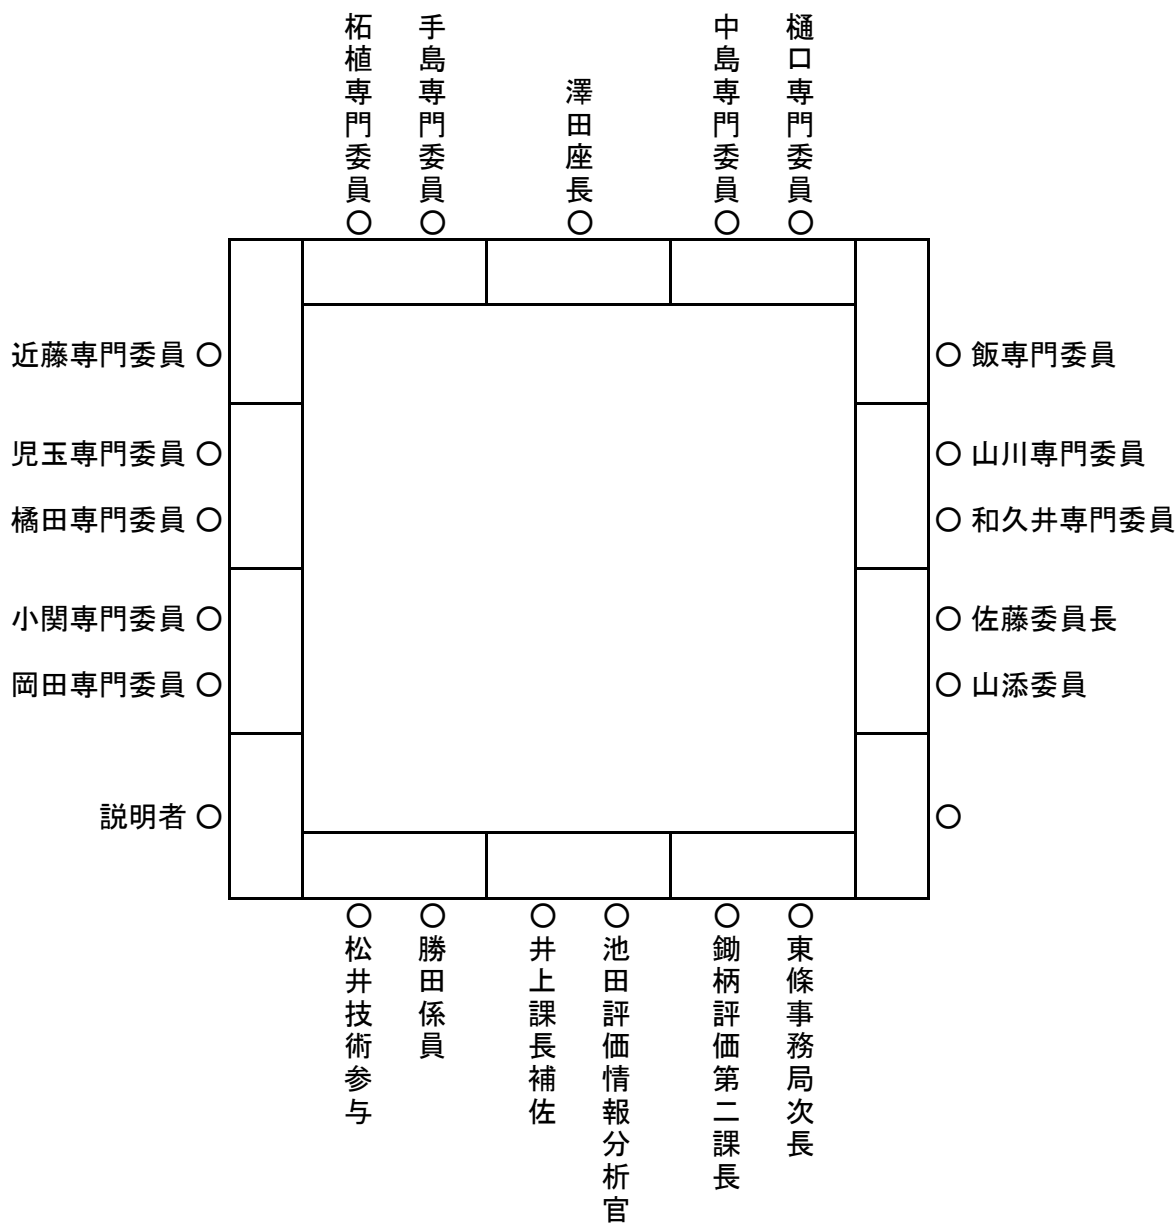 柘植専門委員
手島専門委員
澤田座長
中島専門委員
樋口専門委員
近藤専門委員
児玉専門委員
橘田専門委員
小関専門委員
岡田専門委員
説明者
飯専門委員
山川専門委員
和久井専門委員
佐藤委員長
山添委員
松井技術参与
勝田係員
井上課長補佐
池田評価情報分析官
鋤柄評価第二課長
東條事務局次長